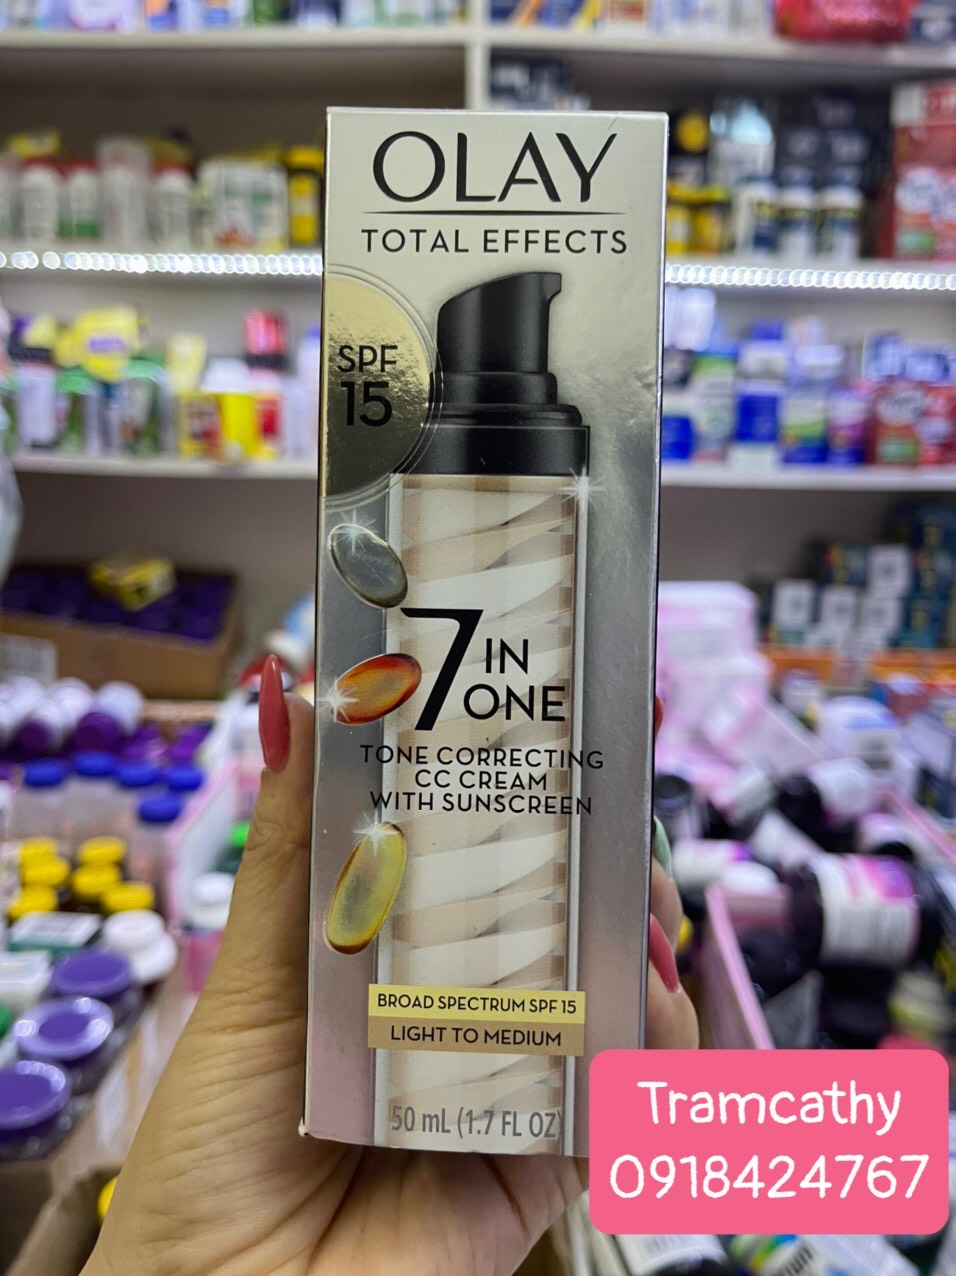 OLAY
TOTAL EFFECTS
SPF
15
7 IN
ONE
TONE CORRECTING
CC CREAM
WITH SUNSCREEN
BROAD SPECTRUM SPF 15
LIGHT TO MEDIUM
50 mL (1.7 FL OZ)
Tramcathy
0918424767